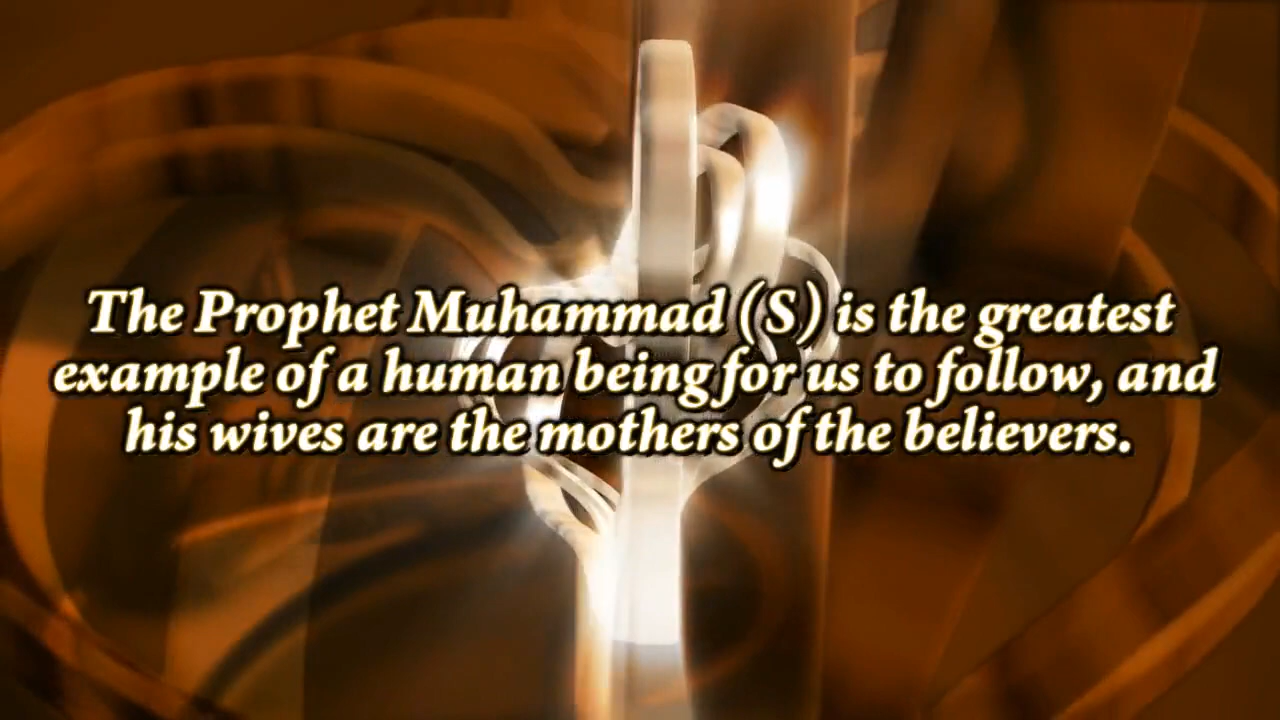 The Prophet Muhammad (S) is the greatest
example of a human being for us to follow, and
his wives are the mothers of the believers.